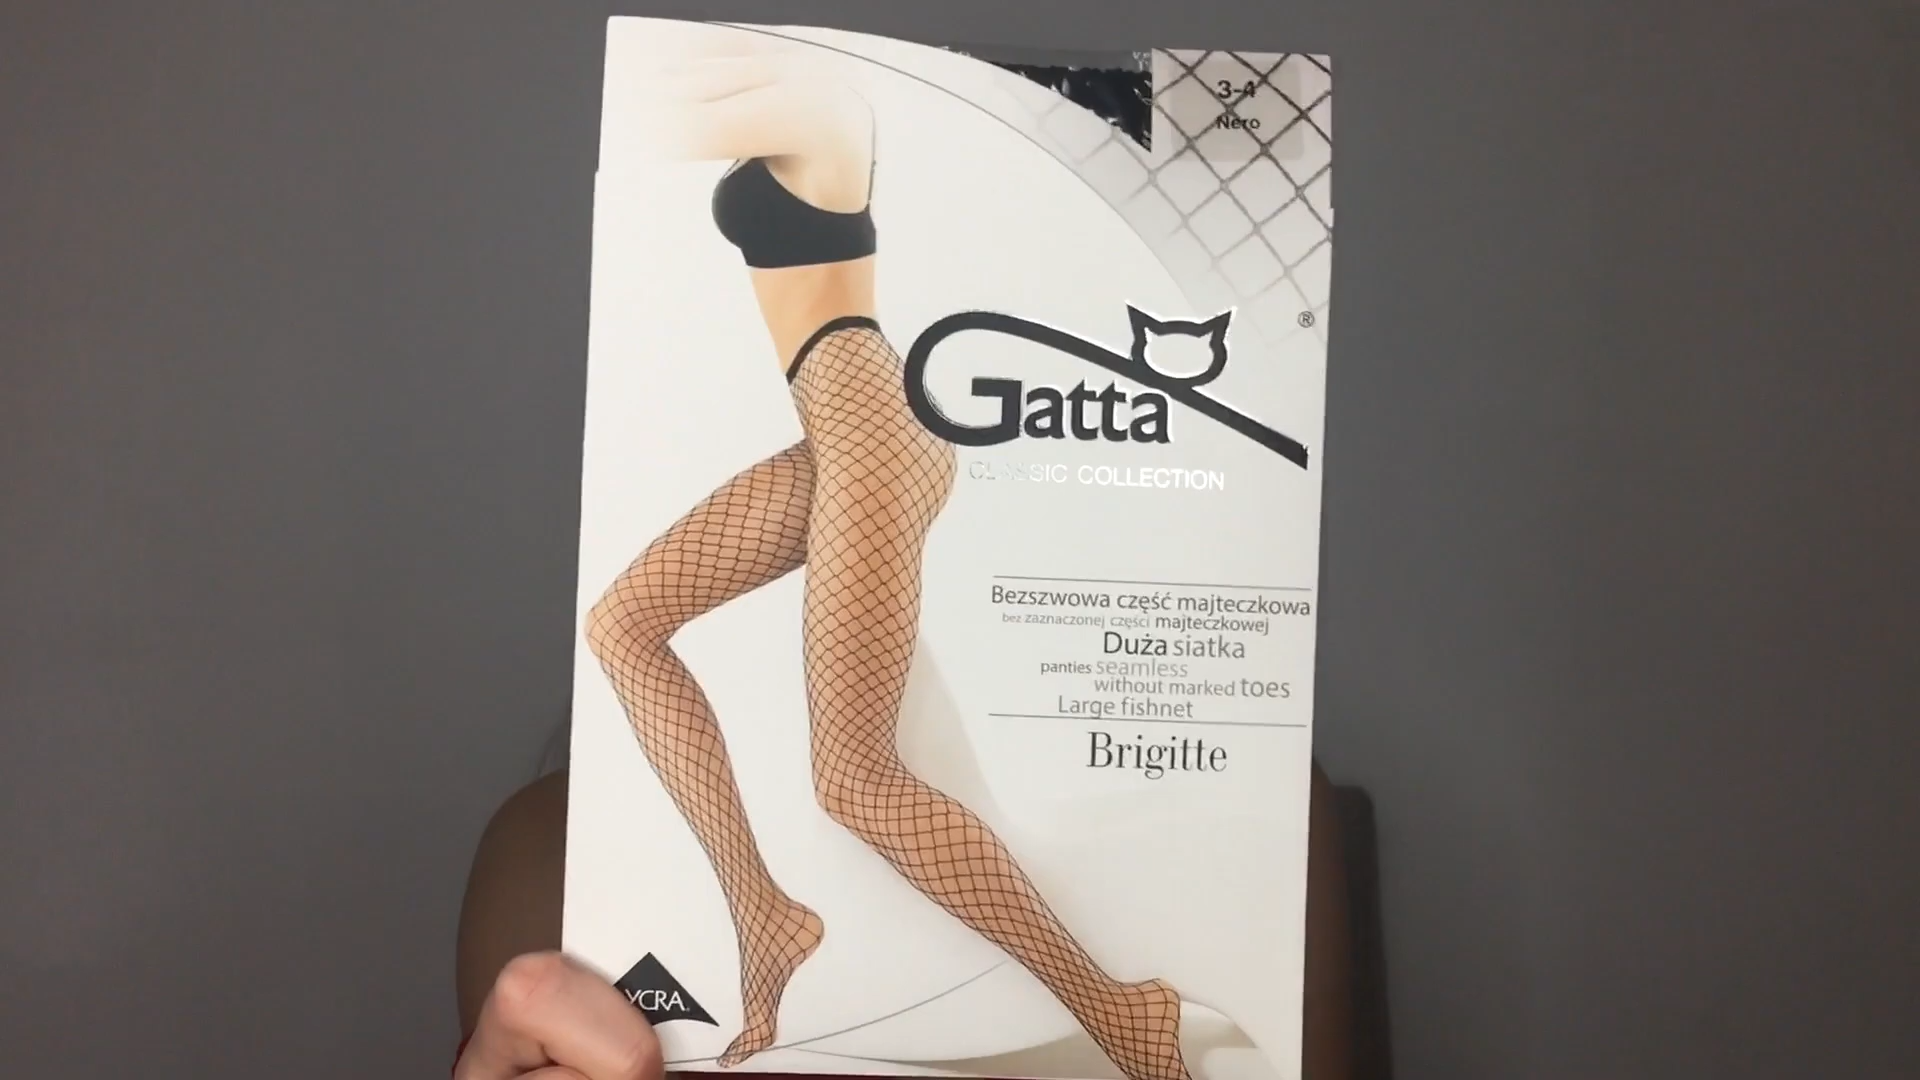 3-4
Nero
®
Gatta
CLASSIC COLLECTION
Bezszwowa część majteczkowa
bez zaznaczonej części majteczkowej
Duża siatka
panties seamless
without marked toes
Large fishnet
Brigitte
YCRA